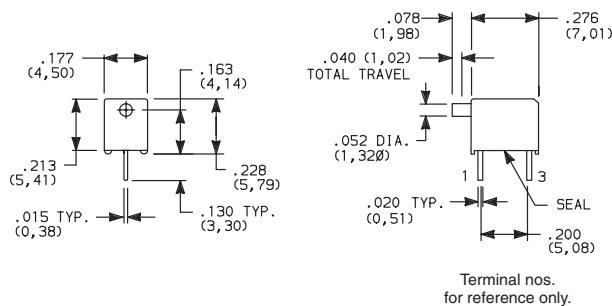 .177
(4,50)
.163
(4,14)
.213
(5,41)
.228
(5,79)
.015 TYP.
(0,38)
.130 TYP.
(3,30)
.078
(1,98)
.276
(7,01)
.040 (1,02)
TOTAL TRAVEL
.052 DIA.
(1,320)
1
3
.020 TYP.
(0,51)
SEAL
.200
(5,08)
Terminal nos.
for reference only.